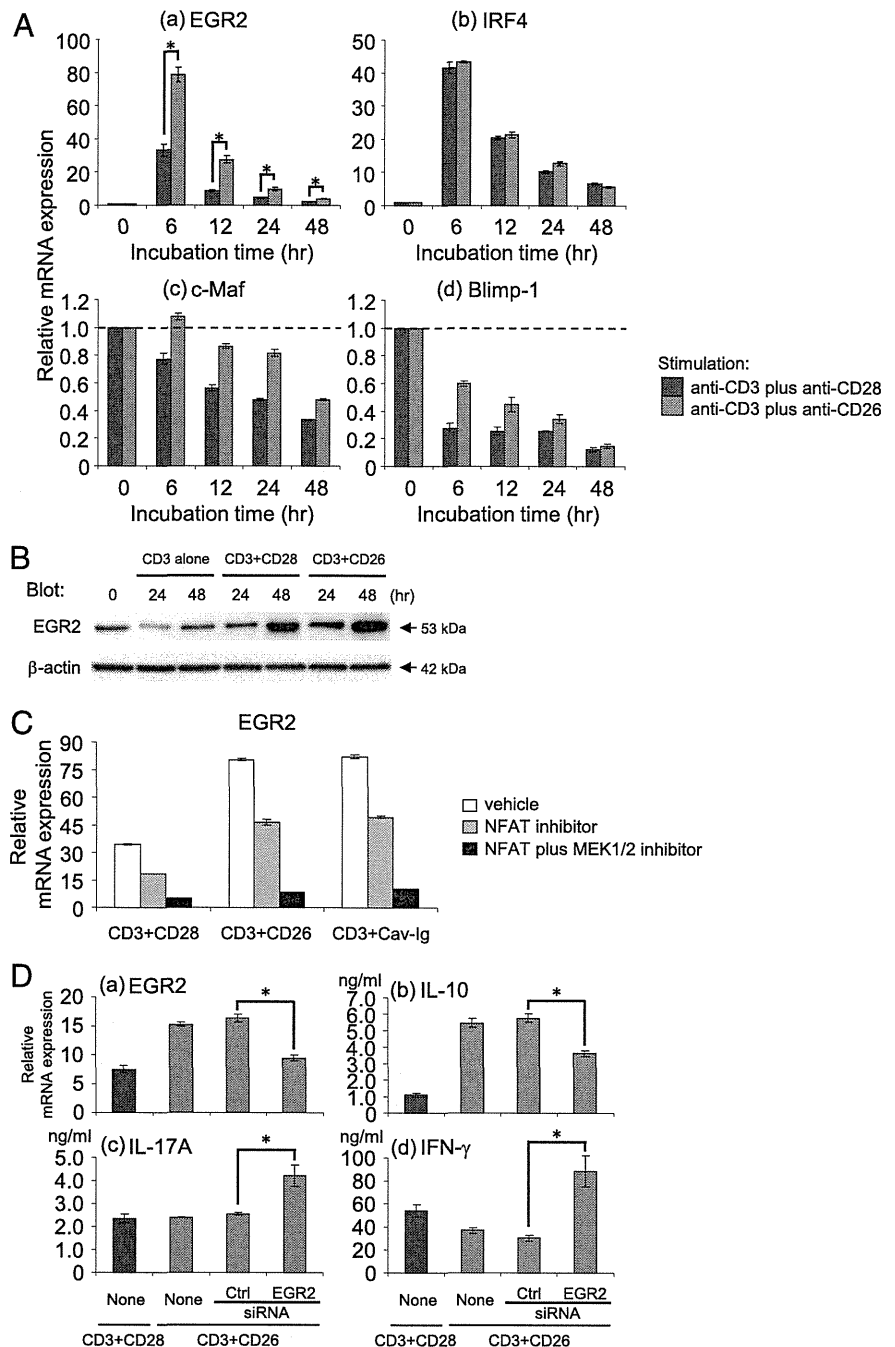 A
(a) EGR2
(b) IRF4
Relative mRNA expression
100
80
60
40
20
0
50
40
30
20
10
0
0 6 12 24 48
Incubation time (hr)
0 6 12 24 48
Incubation time (hr)
(c) c-Maf
(d) Blimp-1
1.2
1.0
0.8
0.6
0.4
0.2
0
1.2
1.0
0.8
0.6
0.4
0.2
0
0 6 12 24 48
Incubation time (hr)
0 6 12 24 48
Incubation time (hr)
* * * *
Stimulation:
anti-CD3 plus anti-CD28
anti-CD3 plus anti-CD26
B
CD3 alone CD3+CD28 CD3+CD26
Blot: 0 24 48 24 48 24 48 (hr)
EGR2 53 kDa
β-actin 42 kDa
C
EGR2
Relative
mRNA expression
90
75
60
45
30
15
0
CD3+CD28 CD3+CD26 CD3+Cav-Ig
vehicle
NFAT inhibitor
NFAT plus MEK1/2 inhibitor
D
(a) EGR2
Relative
mRNA expression
20
15
10
5
0
*
ng/ml
(b) IL-10
7.0
6.0
5.0
4.0
3.0
2.0
1.0
0
*
ng/ml
(c) IL-17A
5.0
4.0
3.0
2.0
1.0
0
*
(d) IFN-γ
100
80
60
40
20
0
ng/ml
*
None None Ctrl EGR2
siRNA
CD3+CD28 CD3+CD26
None None Ctrl EGR2
siRNA
CD3+CD28 CD3+CD26